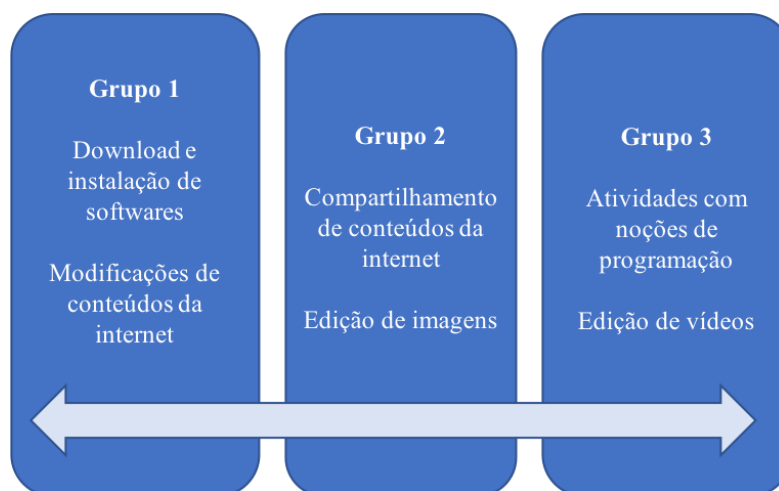 Grupo 1
Download e
instalação de
softwares
Modificações de
conteúdos da
internet
Grupo 2
Compartilhamento
de conteúdos da
internet
Edição de imagens
Grupo 3
Atividades com
noções de
programação
Edição de vídeos